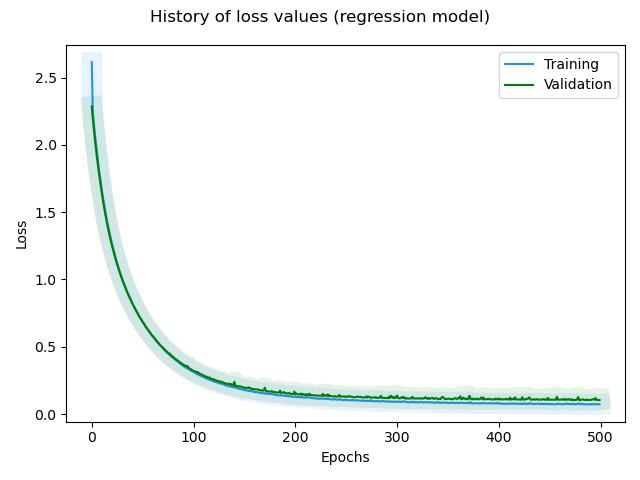 History of loss values (regression model)
Training
Validation
2.5
2.0
1.5
1.0
0.5
0.0
Loss
0 100 200 300 400 500
Epochs